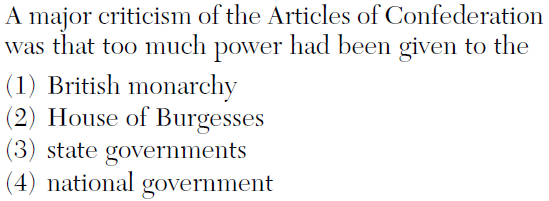 A major criticism of the Articles of Confederation
was that too much power had been given to the
(1) British monarchy
(2) House of Burgesses
(3) state governments
(4) national government